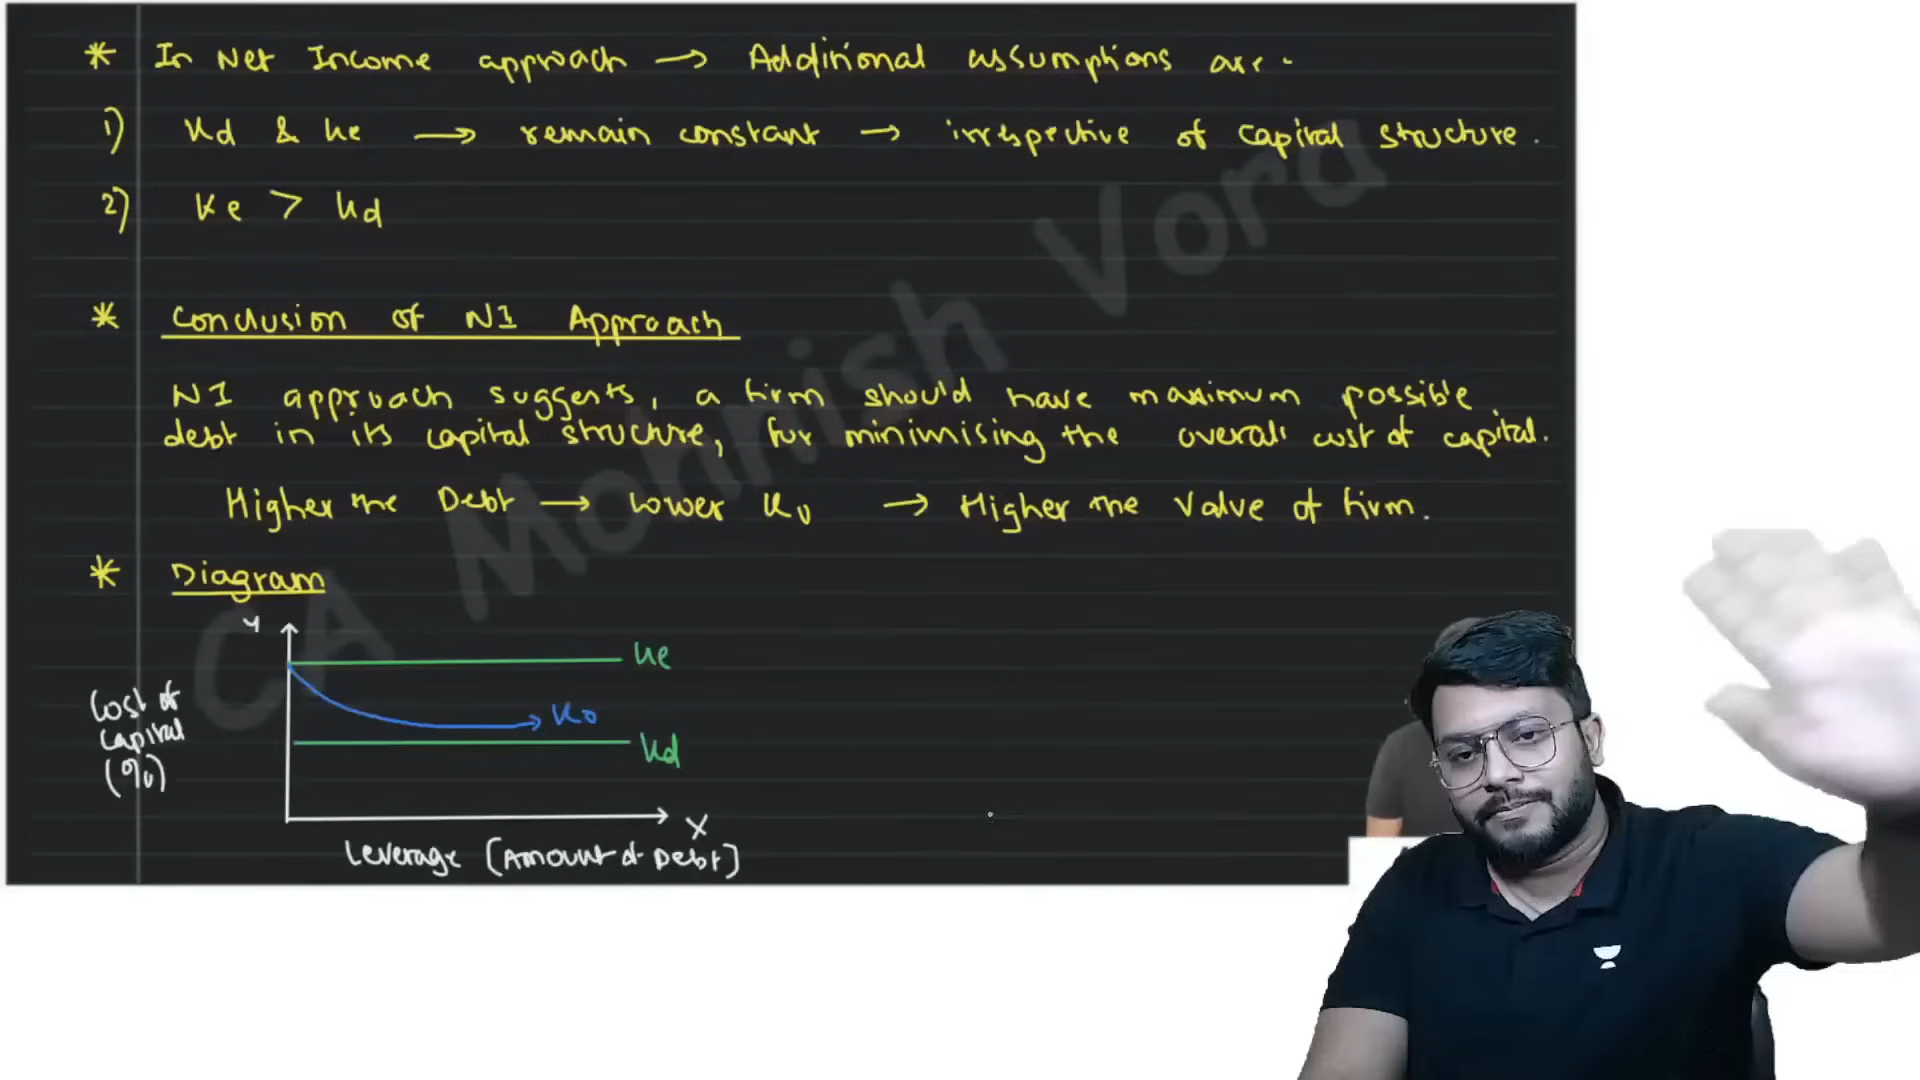 * In Net Income approach → Additional assumptions are.
1) Kd & Ke → remain constant → irrespective of capital structure.
2) Ke > Kd
* Conclusion of NI Approach
NI approach suggests, a firm should have maximum possible
debt in its capital structure, for minimising the overall cost of capital.
Higher the Debt → Lower Ko → Higher the Value of firm.
* Diagram
Y
Ke
Cost of
capital
(%)
Ko
Kd
X
Leverage (Amount of Debt)
CA Mohnish Vora